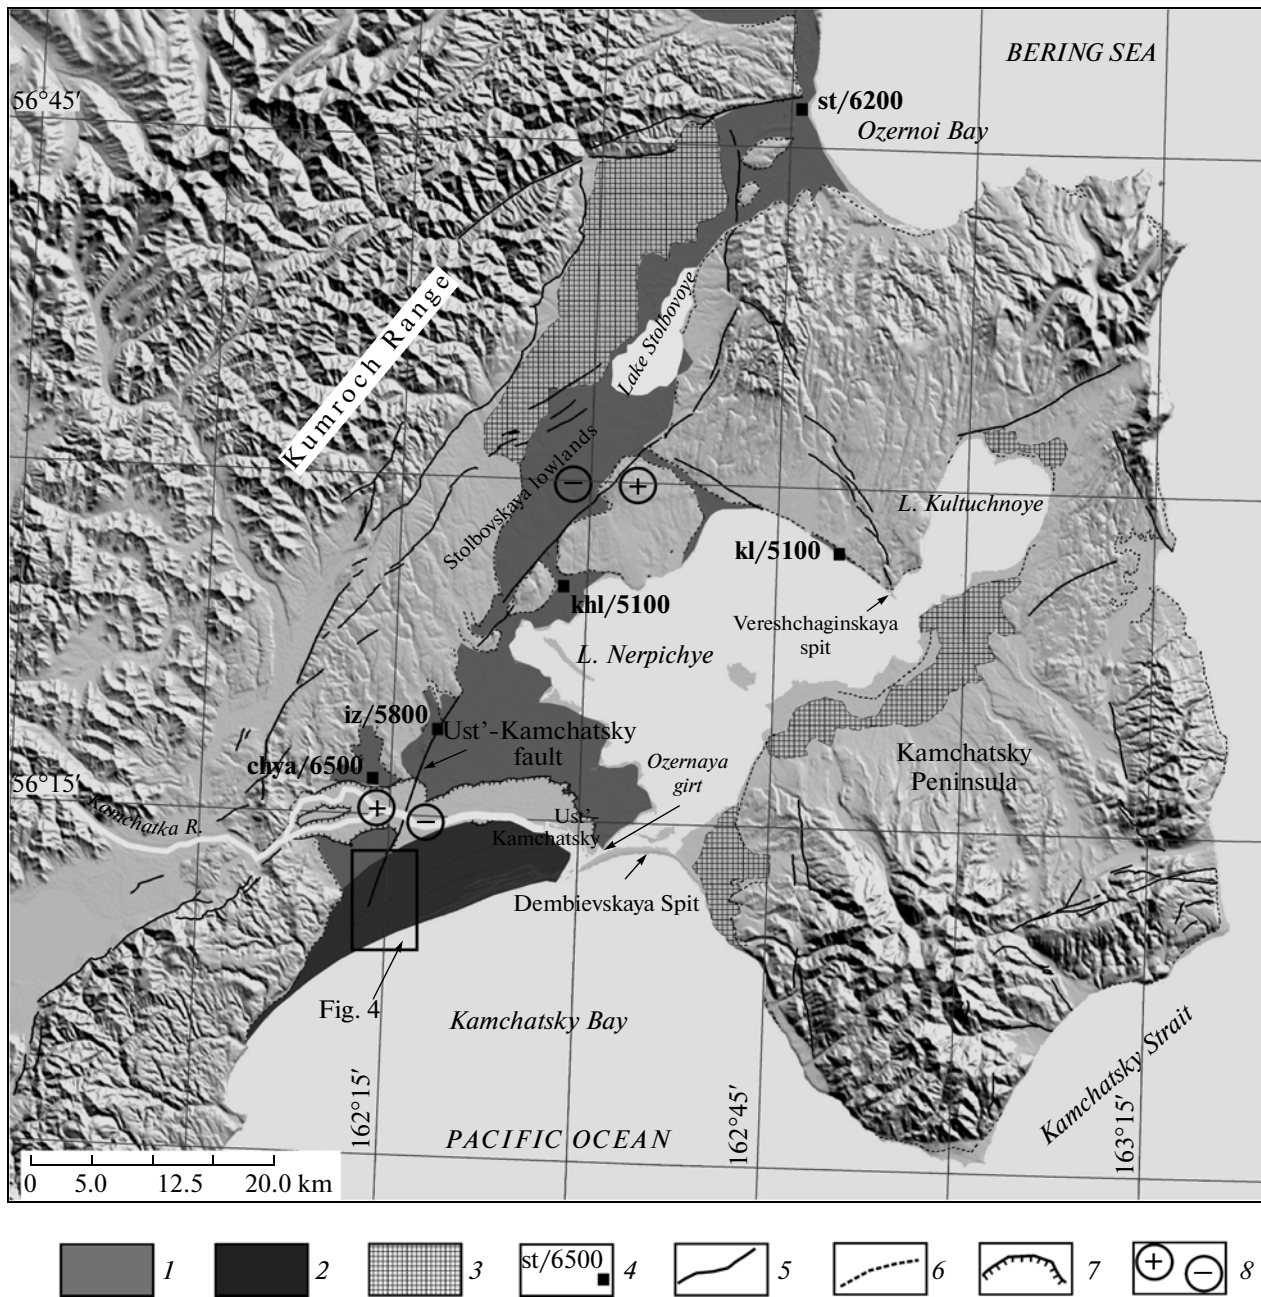 BERING SEA
56°45′
st/6200
Ozernoi Bay
Kumroch Range
Lake Stolbovoye
Stolbovskaya lowlands
−
+
L. Kultuchnoye
kl/5100
khl/5100
Vereshchaginskaya
spit
L. Nerpichye
iz/5800
Ust’-Kamchatsky
fault
chya/6500
56°15′
Kamchatka R.
+
−
Ozernaya
girt
Kamchatsky
Peninsula
Ust’-
Kamchatsky
Dembievskaya Spit
Fig. 4
Kamchatsky Bay
Kamchatsky Strait
162°15′
162°45′
163°15′
PACIFIC OCEAN
0 5.0 12.5 20.0 km
1 2 3 st/6500 4 5 6 7 + − 8